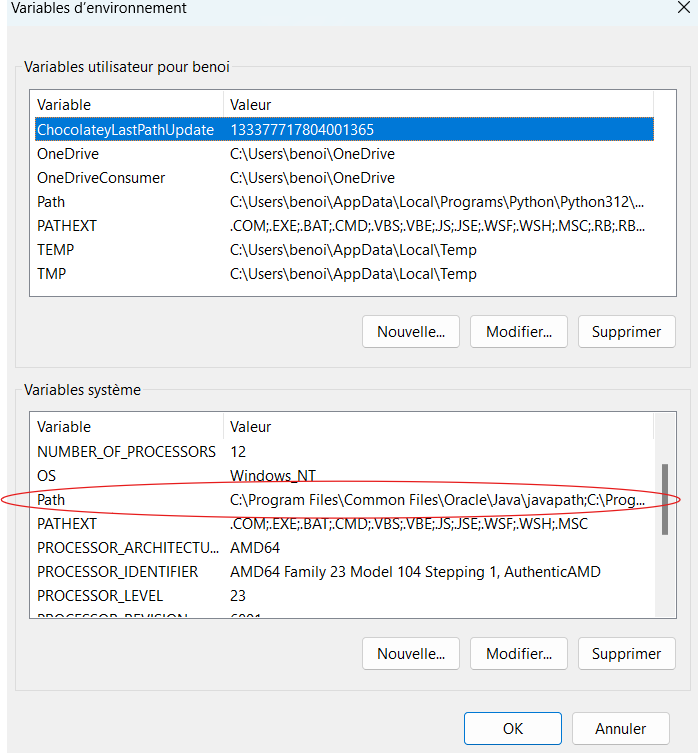 Variables d'environnement
Variables utilisateur pour benoi
Variable Valeur
ChocolateyLastPathUpdate 133377717804001365
OneDrive C:\Users\benoi\OneDrive
OneDriveConsumer C:\Users\benoi\OneDrive
Path C:\Users\benoi\AppData\Local\Programs\Python\Python312\...
PATHEXT .COM;.EXE;.BAT;.CMD;.VBS;.VBE;.JS;.JSE;.WSF;.WSH;.MSC;.RB;.RB...
TEMP C:\Users\benoi\AppData\Local\Temp
TMP C:\Users\benoi\AppData\Local\Temp
Nouvelle... Modifier... Supprimer
Variables système
Variable Valeur
NUMBER_OF_PROCESSORS 12
OS Windows_NT
Path C:\Program Files\Common Files\Oracle\Java\javapath;C:\Prog...
PATHEXT .COM;.EXE;.BAT;.CMD;.VBS;.VBE;.JS;.JSE;.WSF;.WSH;.MSC
PROCESSOR_ARCHITECTU... AMD64
PROCESSOR_IDENTIFIER AMD64 Family 23 Model 104 Stepping 1, AuthenticAMD
PROCESSOR_LEVEL 23
Nouvelle... Modifier... Supprimer
OK Annuler